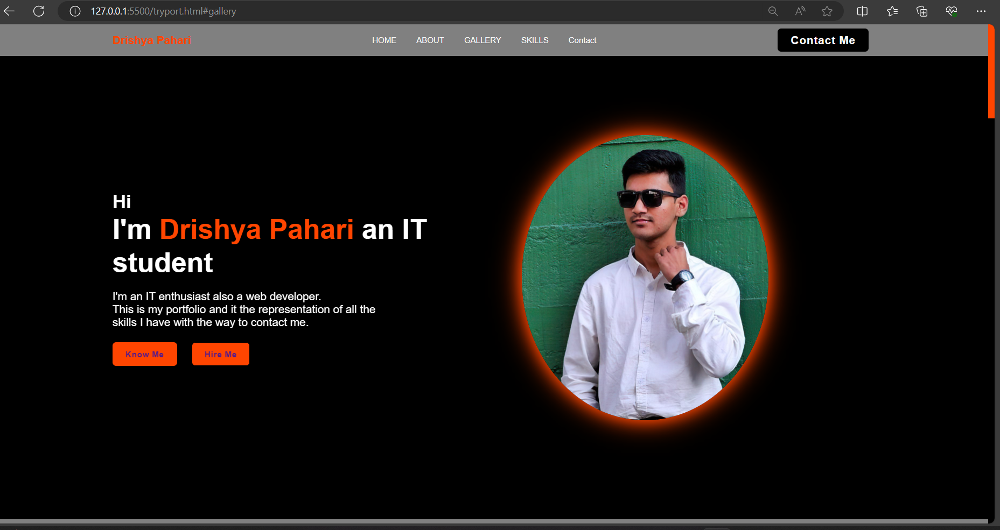 127.0.0.1:5500/tryport.html#gallery
Drishya Pahari
HOME ABOUT GALLERY SKILLS Contact
Contact Me
Hi
I'm Drishya Pahari an IT
student
I'm an IT enthusiast also a web developer.
This is my portfolio and it the representation of all the
skills I have with the way to contact me.
Know Me Hire Me